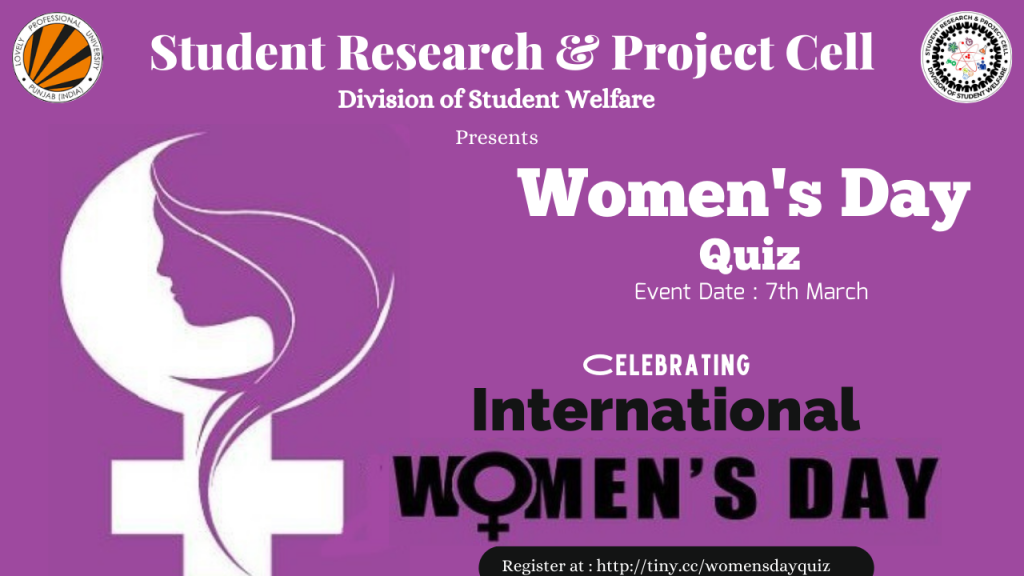 LOVELY PROFESSIONAL UNIVERSITY
PUNJAB (INDIA)
STUDENT RESEARCH & PROJECT CELL
DIVISION OF STUDENT WELFARE
Student Research & Project Cell
Division of Student Welfare
Presents
Women's Day
Quiz
Event Date : 7th March
CELEBRATING
International
WOMEN'S DAY
Register at : http://tiny.cc/womensdayquiz